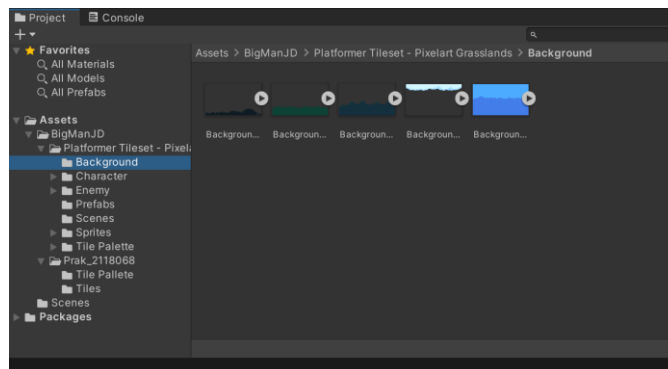 Project Console
Favorites
All Materials
All Models
All Prefabs
Assets
BigManJD
Platformer Tileset - Pixela
Background
Character
Enemy
Prefabs
Scenes
Sprites
Tile Palette
Prak_2118068
Tile Pallete
Tiles
Scenes
Packages
Assets > BigManJD > Platformer Tileset - Pixelart Grasslands > Background
Backgroun... Backgroun... Backgroun... Backgroun... Backgroun...